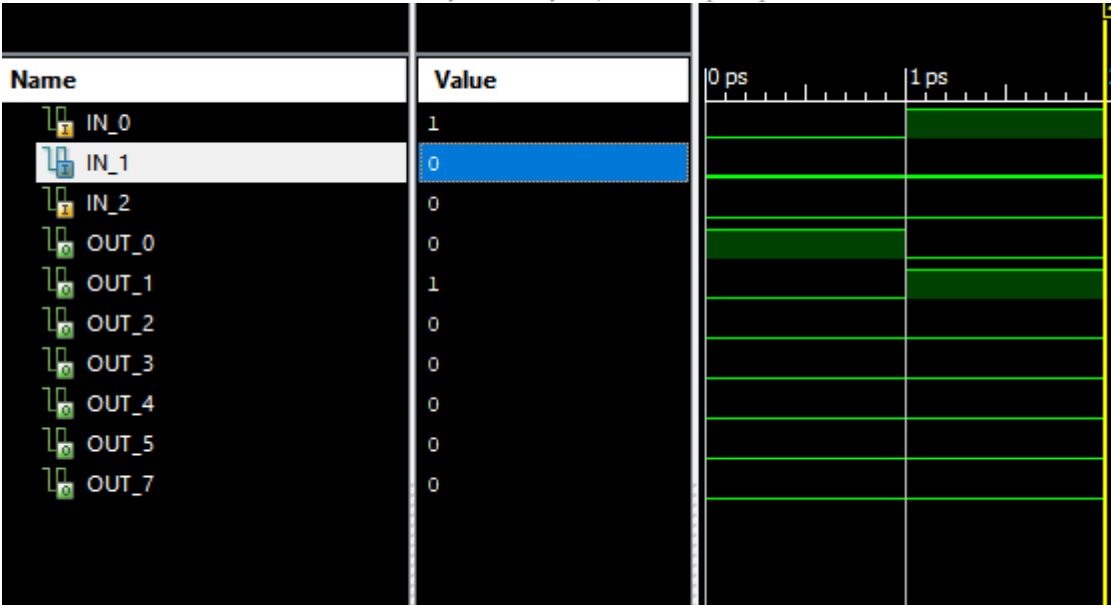 Name Value 0 ps 1 ps
IN_0 1
IN_1 0
IN_2 0
OUT_0 0
OUT_1 1
OUT_2 0
OUT_3 0
OUT_4 0
OUT_5 0
OUT_7 0